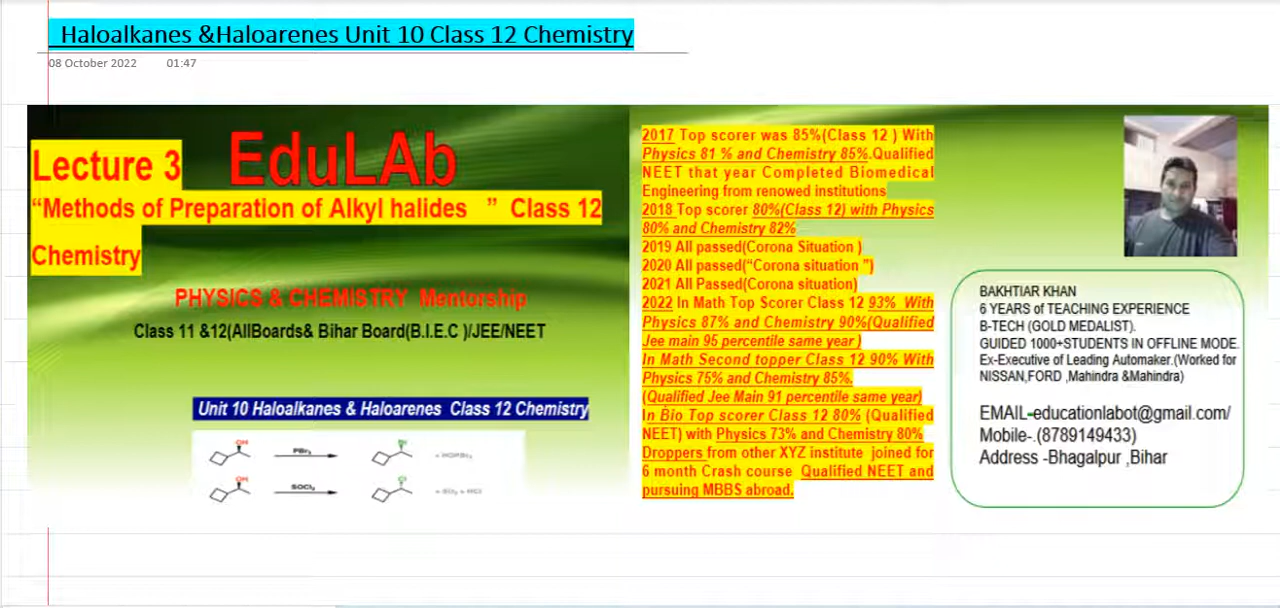 Haloalkanes &Haloarenes Unit 10 Class 12 Chemistry
08 October 2022 01:47
Lecture 3
EduLAb
“Methods of Preparation of Alkyl halides ” Class 12
Chemistry
PHYSICS & CHEMISTRY Mentorship
Class 11 &12(AllBoards& Bihar Board(B.I.E.C )/JEE/NEET
Unit 10 Haloalkanes & Haloarenes Class 12 Chemistry
OH
PBr₃
Br
+ HOPBr₂
OH
SOCl₂
Cl
+ SO₂ + HCl
2017 Top scorer was 85%(Class 12 ) With
Physics 81 % and Chemistry 85%.Qualified
NEET that year Completed Biomedical
Engineering from renowed institutions
2018 Top scorer 80%(Class 12) with Physics
80% and Chemistry 82%
2019 All passed(Corona Situation )
2020 All passed(“Corona situation ”)
2021 All Passed(Corona situation)
2022 In Math Top Scorer Class 12 93% With
Physics 87% and Chemistry 90%(Qualified
Jee main 95 percentile same year )
In Math Second topper Class 12 90% With
Physics 75% and Chemistry 85%.
(Qualified Jee Main 91 percentile same year)
In Bio Top scorer Class 12 80% (Qualified
NEET) with Physics 73% and Chemistry 80%
Droppers from other XYZ institute joined for
6 month Crash course Qualified NEET and
pursuing MBBS abroad.
BAKHTIAR KHAN
6 YEARS of TEACHING EXPERIENCE
B-TECH (GOLD MEDALIST).
GUIDED 1000+STUDENTS IN OFFLINE MODE.
Ex-Executive of Leading Automaker.(Worked for
NISSAN,FORD ,Mahindra &Mahindra)
EMAIL-educationlabot@gmail.com/
Mobile-.(8789149433)
Address -Bhagalpur ,Bihar